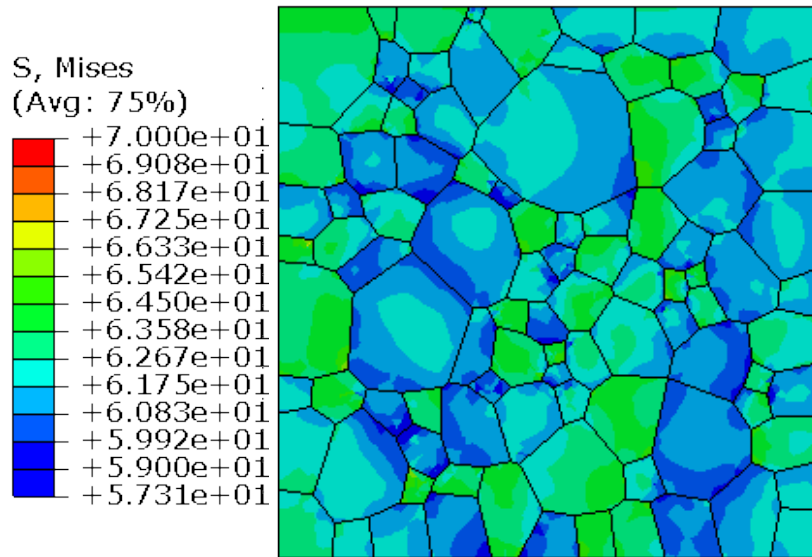 S, Mises
(Avg: 75%)
+7.000e+01
+6.908e+01
+6.817e+01
+6.725e+01
+6.633e+01
+6.542e+01
+6.450e+01
+6.358e+01
+6.267e+01
+6.175e+01
+6.083e+01
+5.992e+01
+5.900e+01
+5.731e+01